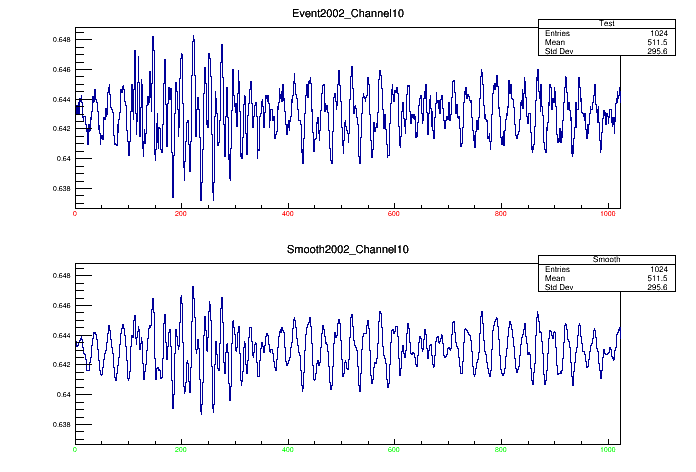 Event2002_Channel10
Test
Entries 1024
Mean 511.5
Std Dev 295.6
0.648
0.646
0.644
0.642
0.64
0.638
0 200 400 600 800 1000
Smooth2002_Channel10
Smooth
Entries 1024
Mean 511.5
Std Dev 295.6
0.648
0.646
0.644
0.642
0.64
0.638
0 200 400 600 800 1000